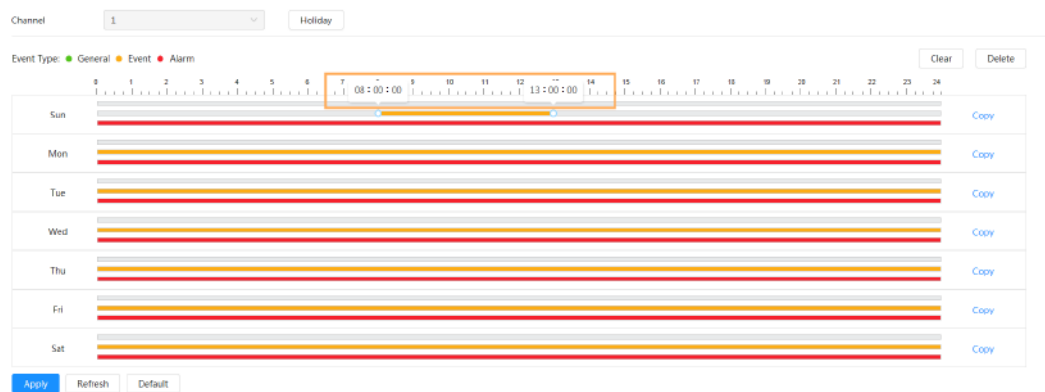 Channel 1 Holiday
Event Type: General Event Alarm Clear Delete
0 1 2 3 4 5 6 7 9 10 11 12 14 15 16 17 18 19 20 21 22 23 24
08:00:00 13:00:00
Sun Copy
Mon Copy
Tue Copy
Wed Copy
Thu Copy
Fri Copy
Sat Copy
Apply Refresh Default